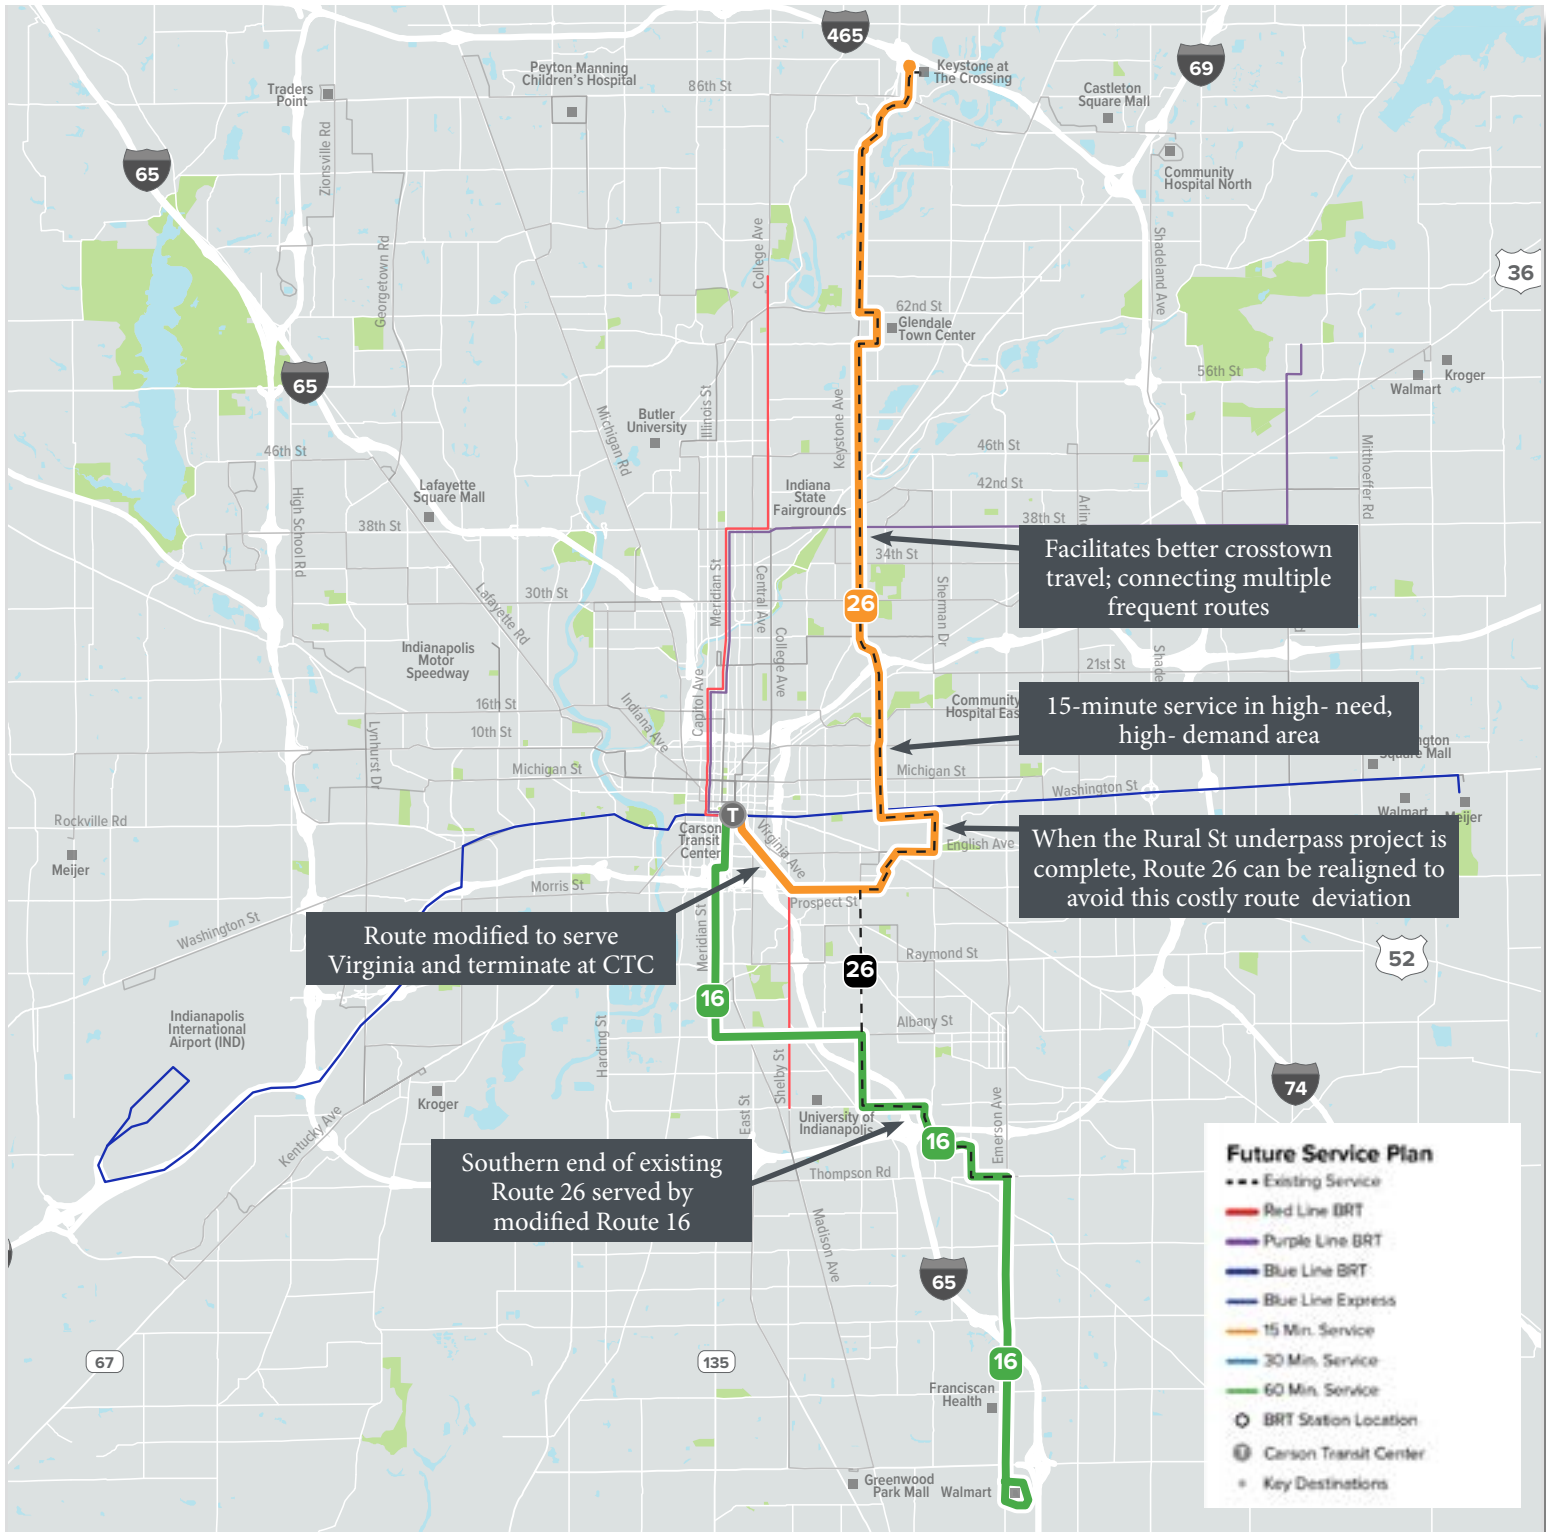 465
Keystone at
The Crossing
69
Peyton Manning
Children's Hospital
86th St
Traders
Point
Castleton
Square Mall
Zionsville Rd
65
Community
Hospital North
College Ave
Shadeland Ave
Georgetown Rd
36
62nd St
Glendale
Town Center
65
56th St
Walmart
Kroger
Illinois St
Keystone Ave
Michigan Rd
Butler
University
46th St
46th St
Mitthoeffer Rd
Lafayette
Square Mall
Indiana
State
Fairgrounds
42nd St
High School Rd
38th St
38th St
Facilitates better crosstown
travel; connecting multiple
frequent routes
34th St
Meridian St
Central Ave
Sherman Dr
30th St
26
Lafayette Rd
College Ave
Indianapolis
Motor
Speedway
21st St
Capitol Ave
16th St
Indiana Ave
Community
15-minute service in high- need,
high- demand area
10th St
Lynhurst Dr
Square Mall
Michigan St
Michigan St
Washington St
Walmart
Meijer
Rockville Rd
T
Carson
Transit
Center
Virginia Ave
English Ave
When the Rural St underpass project is
complete, Route 26 can be realigned to
avoid this costly route deviation
Meijer
Morris St
Prospect St
Washington St
Route modified to serve
Virginia and terminate at CTC
Meridian St
Raymond St
52
26
16
Indianapolis
International
Airport (IND)
Albany St
Harding St
Shelby St
74
Kroger
East St
University of
Indianapolis
Emerson Ave
Kentucky Ave
16
Southern end of existing
Route 26 served by
modified Route 16
Thompson Rd
Madison Ave
65
67
135
16
Franciscan
Health
Greenwood
Park Mall
Walmart
Future Service Plan
Existing Service
Red Line BRT
Purple Line BRT
Blue Line BRT
Blue Line Express
15 Min. Service
30 Min. Service
60 Min. Service
BRT Station Location
T
Carson Transit Center
Key Destinations